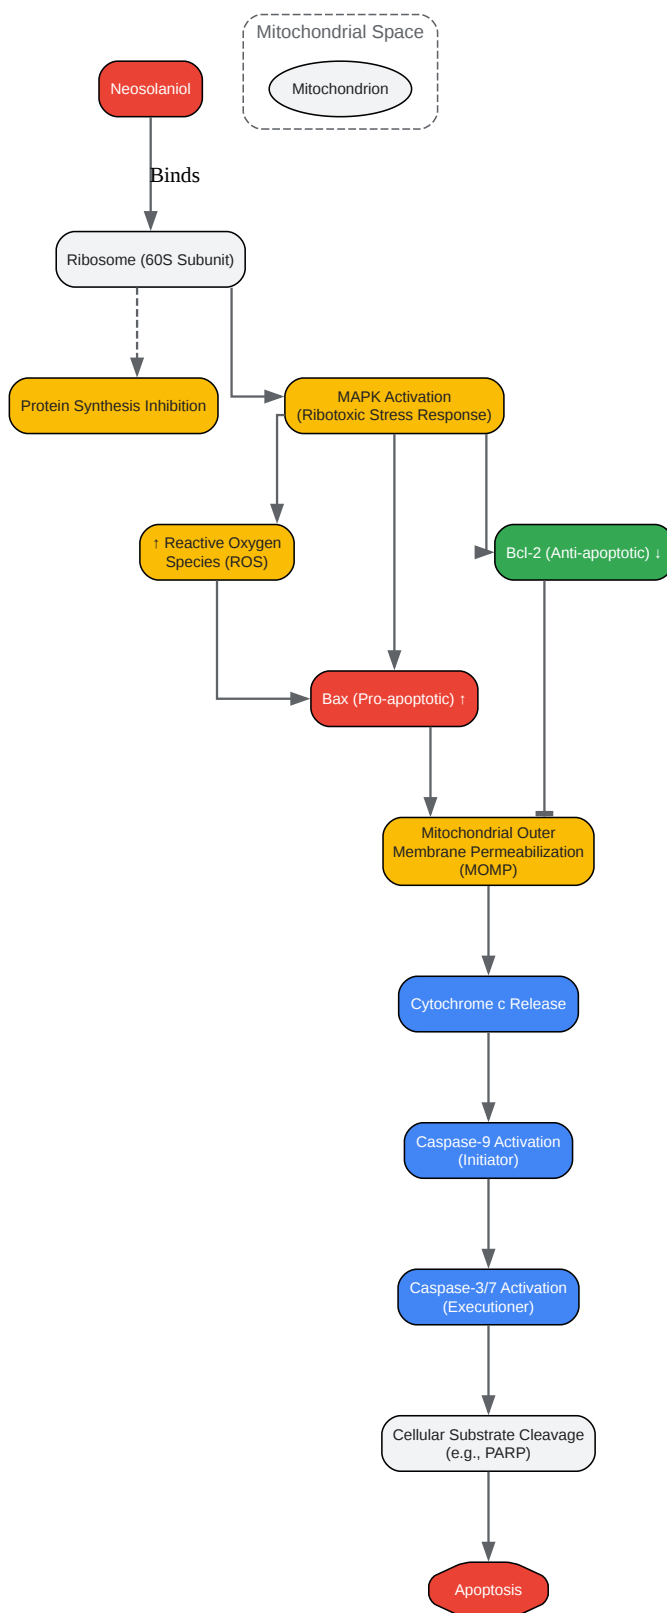 Mitochondrial Space
Neosolaniol
Mitochondrion
Binds
Ribosome (60S Subunit)
Protein Synthesis Inhibition
MAPK Activation
(Ribotoxic Stress Response)
↑ Reactive Oxygen
Species (ROS)
Bcl-2 (Anti-apoptotic) ↓
Bax (Pro-apoptotic) ↑
Mitochondrial Outer
Membrane Permeabilization
(MOMP)
Cytochrome c Release
Caspase-9 Activation
(Initiator)
Caspase-3/7 Activation
(Executioner)
Cellular Substrate Cleavage
(e.g., PARP)
Apoptosis